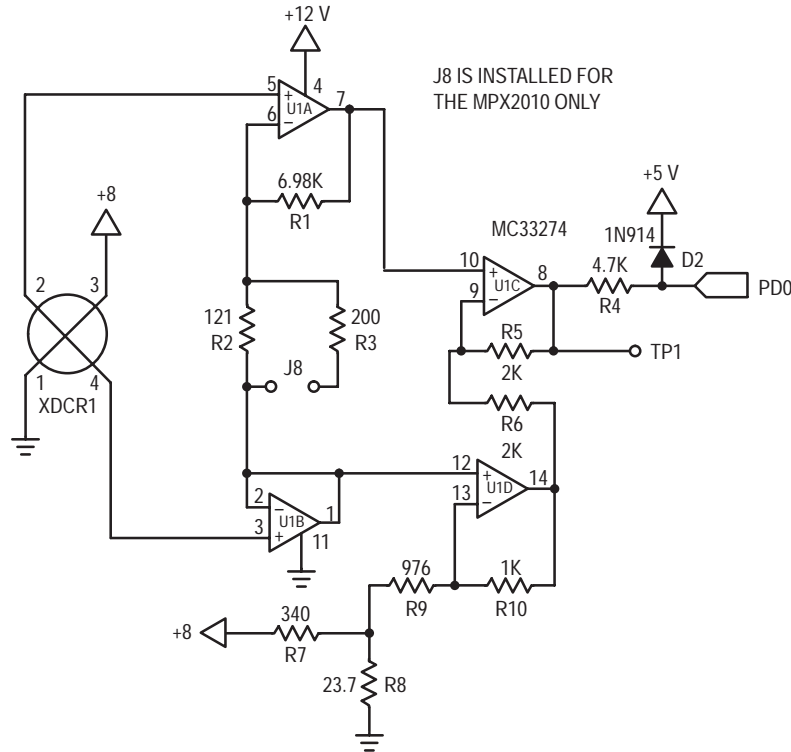 +12 V
J8 IS INSTALLED FOR
THE MPX2010 ONLY
5
+
4
U1A
7
6
–
6.98K
R1
+8
+5 V
MC33274
1N914
D2
10
+
U1C
8
4.7K
R4
PD0
9
–
2
3
121
R2
200
R3
J8
R5
2K
TP1
R6
2K
1
4
XDCR1
12
+
U1D
14
13
–
2
–
U1B
1
3
+
11
976
R9
1K
R10
+8
340
R7
23.7
R8